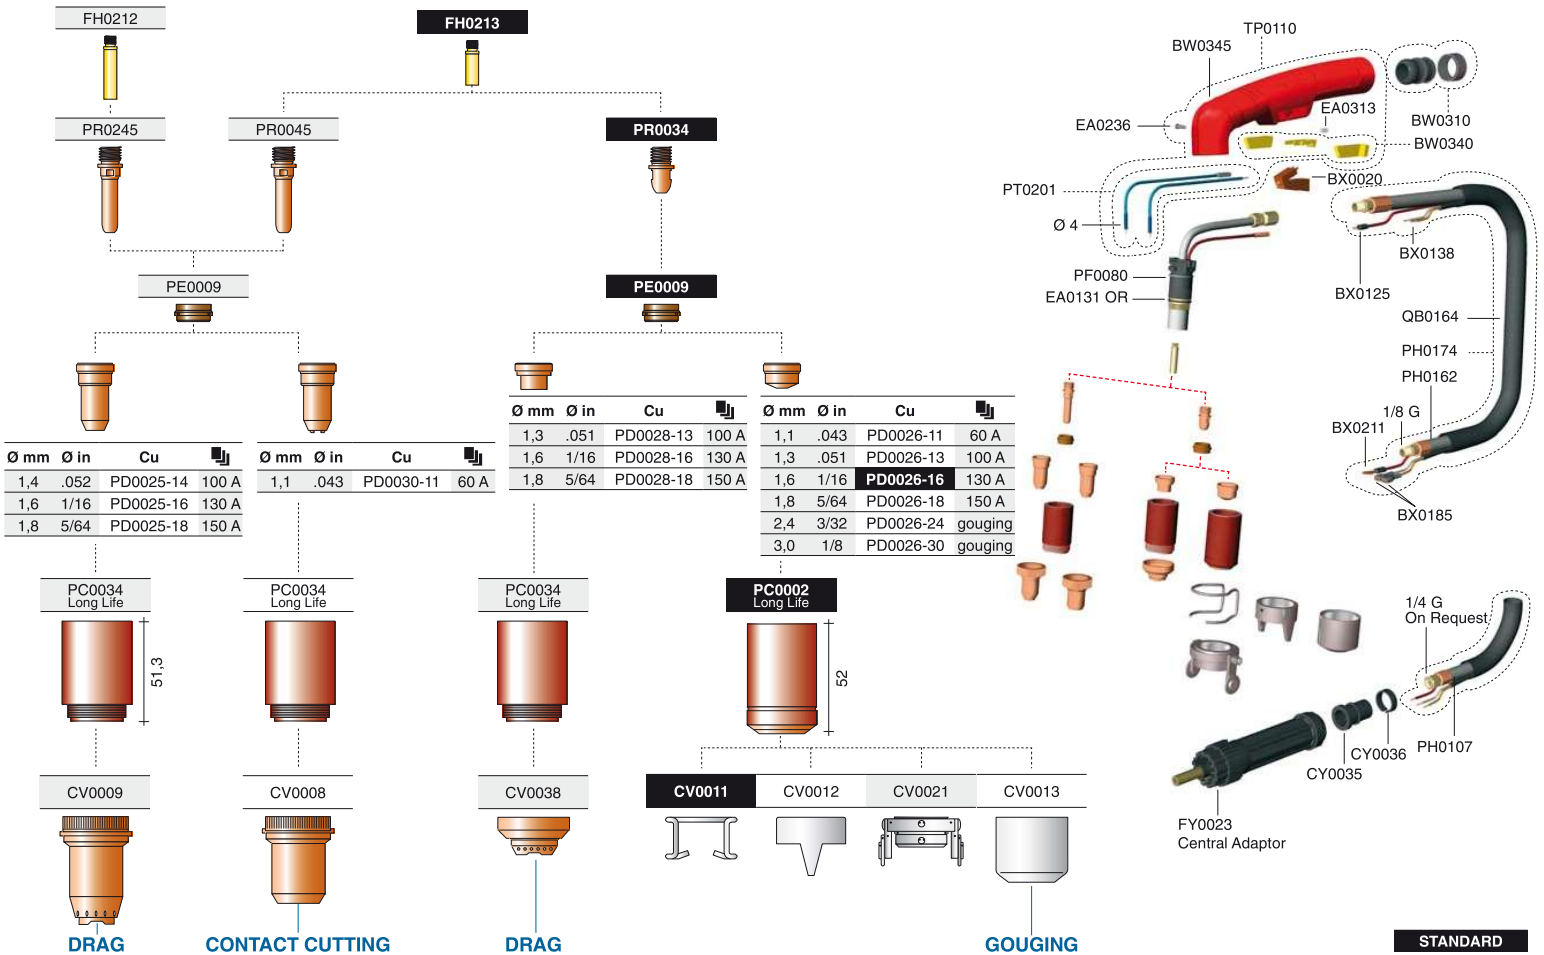 FH0212
FH0213
PR0245
PR0045
PR0034
PE0009
PE0009
Ø mm Ø in Cu
1,4 .052 PD0025-14 100 A
1,6 1/16 PD0025-16 130 A
1,8 5/64 PD0025-18 150 A
Ø mm Ø in Cu
1,1 .043 PD0030-11 60 A
Ø mm Ø in Cu
1,3 .051 PD0028-13 100 A
1,6 1/16 PD0028-16 130 A
1,8 5/64 PD0028-18 150 A
Ø mm Ø in Cu
1,1 .043 PD0026-11 60 A
1,3 .051 PD0026-13 100 A
1,6 1/16 PD0026-16 130 A
1,8 5/64 PD0026-18 150 A
2,4 3/32 PD0026-24 gouging
3,0 1/8 PD0026-30 gouging
PC0034
Long Life
PC0034
Long Life
PC0034
Long Life
PC0002
Long Life
51,3
52
CV0009
CV0008
CV0038
CV0011
CV0012
CV0021
CV0013
DRAG
CONTACT CUTTING
DRAG
GOUGING
TP0110
BW0345
EA0313
EA0236
BW0310
BW0340
BX0020
PT0201
Ø 4
BX0138
PF0080
EA0131 OR
BX0125
QB0164
PH0174
PH0162
1/8 G
BX0211
BX0185
1/4 G
On Request
PH0107
CY0036
CY0035
FY0023
Central Adaptor
STANDARD